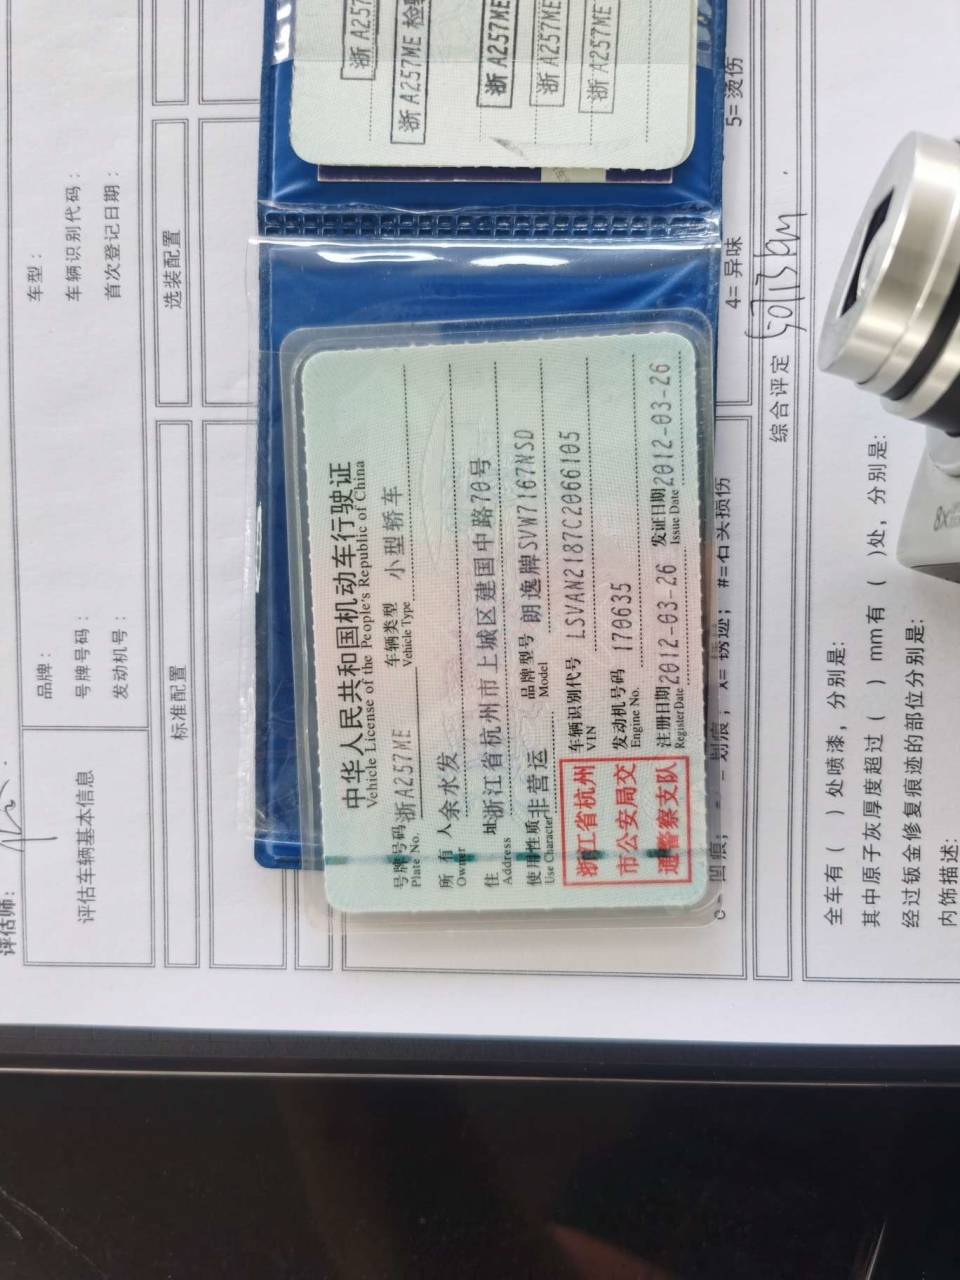 浙A257
浙A257ME 检
浙A257ME
浙A257ME
浙A257ME
中华人民共和国机动车行驶证
Vehicle License of the People's Republic of China
号牌号码 浙A257ME 车辆类型 小型轿车
Plate No. Vehicle Type
所有人 余水发
Owner
住址 浙江省杭州市上城区建国中路70号
Address
使用性质 非营运 品牌型号 朗逸牌SVW7167NSD
Use Character Model
浙江省杭州
市公安局交
通警察支队
车辆识别代号 LSVAN2187C2066105
VIN
发动机号码 170635
Engine No.
注册日期 2012-03-26 发证日期 2012-03-26
Register Date Issue Date
评估师:
评估车辆基本信息
品牌: 车型:
号牌号码: 车辆识别代码:
发动机号: 首次登记日期:
标准配置 选装配置
#=石头损伤 4=异味 5=烫伤
综合评定
全车有( )处喷漆,分别是:
其中原子灰厚度超过( )mm有( )处,分别是:
经过钣金修复痕迹的部位分别是:
内饰描述: